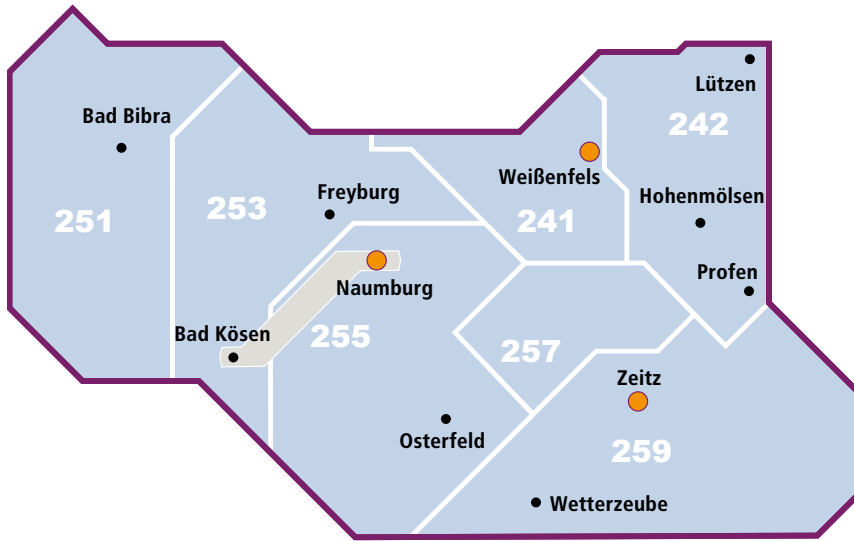 Lützen
Bad Bibra
242
Weißenfels
Freyburg
Hohenmölsen
251
253
241
Profen
Naumburg
Bad Kösen
255
257
Zeitz
Osterfeld
259
Wetterzeube